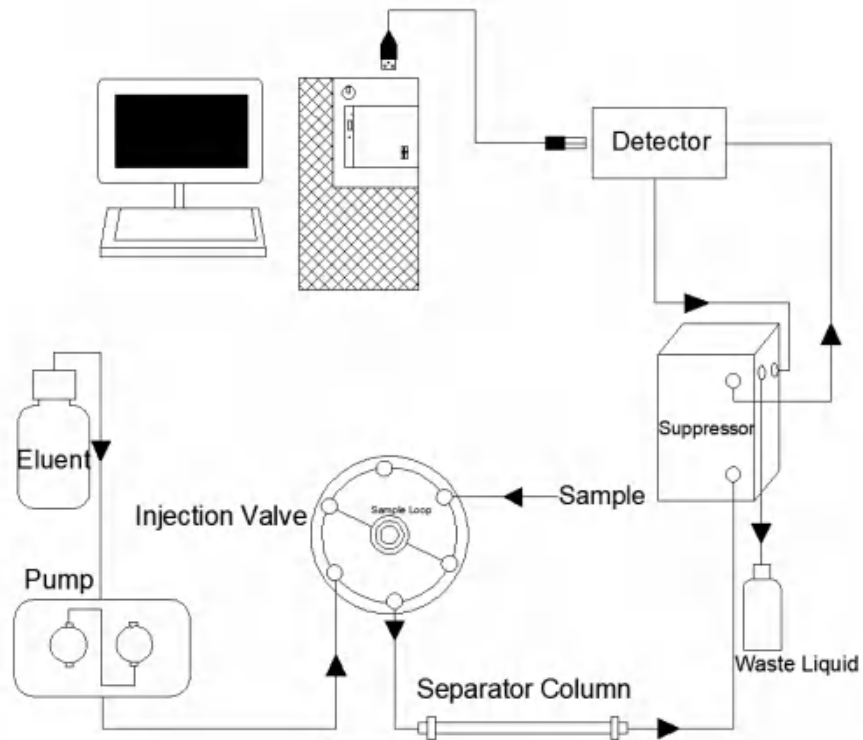 Detector
Suppressor
Eluent
Injection Valve
Sample Loop
Sample
Pump
Separator Column
Waste Liquid